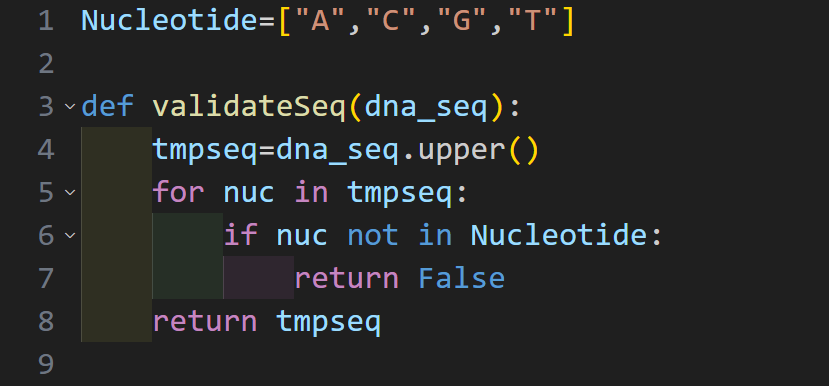 1 Nucleotide=["A","C","G","T"]
2
3 def validateSeq(dna_seq):
4     tmpseq=dna_seq.upper()
5     for nuc in tmpseq:
6         if nuc not in Nucleotide:
7             return False
8     return tmpseq
9